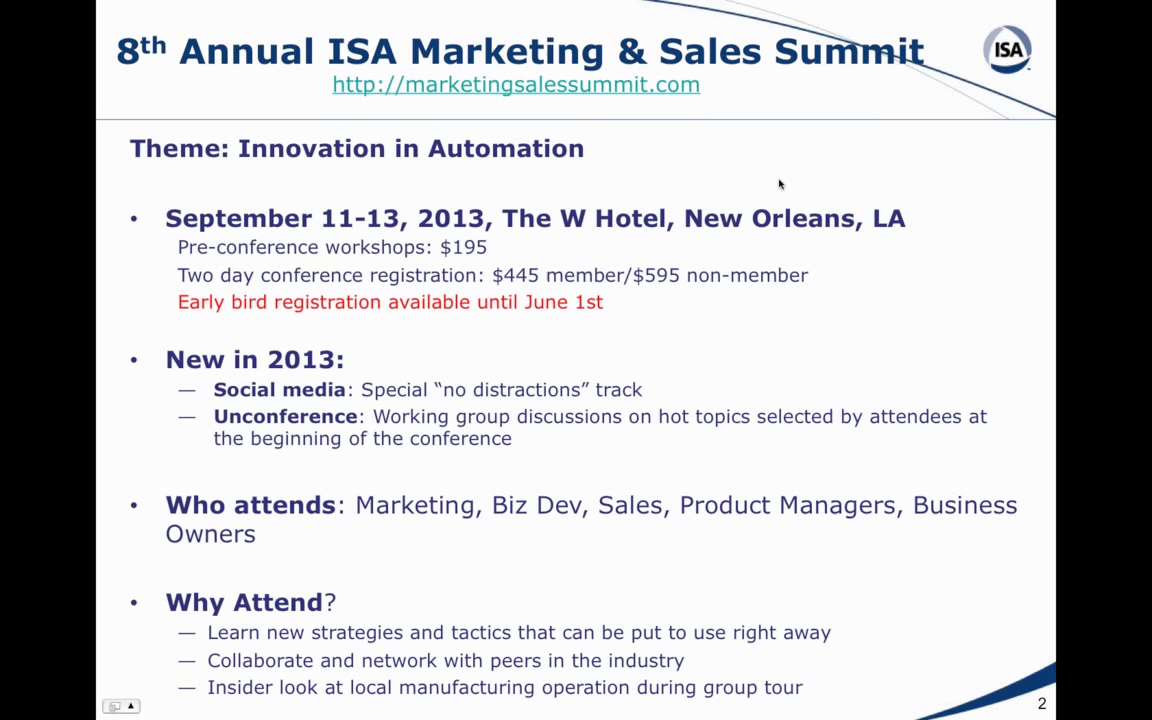 8th Annual ISA Marketing & Sales Summit
http://marketingsalessummit.com
ISA
Theme: Innovation in Automation
• September 11-13, 2013, The W Hotel, New Orleans, LA
Pre-conference workshops: $195
Two day conference registration: $445 member/$595 non-member
Early bird registration available until June 1st
• New in 2013:
— Social media: Special “no distractions” track
— Unconference: Working group discussions on hot topics selected by attendees at
the beginning of the conference
• Who attends: Marketing, Biz Dev, Sales, Product Managers, Business
Owners
• Why Attend?
— Learn new strategies and tactics that can be put to use right away
— Collaborate and network with peers in the industry
— Insider look at local manufacturing operation during group tour
2